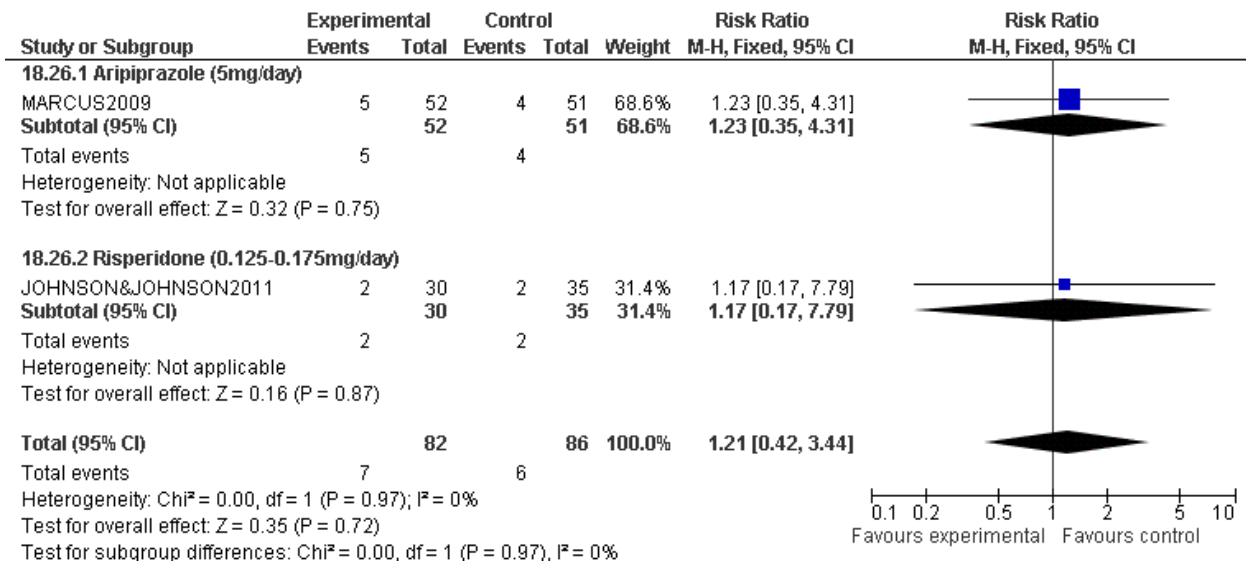 Experimental Control Risk Ratio Risk Ratio
Study or Subgroup Events Total Events Total Weight M-H, Fixed, 95% CI M-H, Fixed, 95% CI
18.26.1 Aripiprazole (5mg/day)
MARCUS2009 5 52 4 51 68.6% 1.23 [0.35, 4.31]
Subtotal (95% CI) 52 51 68.6% 1.23 [0.35, 4.31]
Total events 5 4
Heterogeneity: Not applicable
Test for overall effect: Z = 0.32 (P = 0.75)
18.26.2 Risperidone (0.125-0.175mg/day)
JOHNSON&JOHNSON2011 2 30 2 35 31.4% 1.17 [0.17, 7.79]
Subtotal (95% CI) 30 35 31.4% 1.17 [0.17, 7.79]
Total events 2 2
Heterogeneity: Not applicable
Test for overall effect: Z = 0.16 (P = 0.87)
Total (95% CI) 82 86 100.0% 1.21 [0.42, 3.44]
Total events 7 6
Heterogeneity: Chi² = 0.00, df = 1 (P = 0.97); I² = 0%
Test for overall effect: Z = 0.35 (P = 0.72)
Test for subgroup differences: Chi² = 0.00, df = 1 (P = 0.97), I² = 0%
0.1 0.2 0.5 1 2 5 10
Favours experimental Favours control